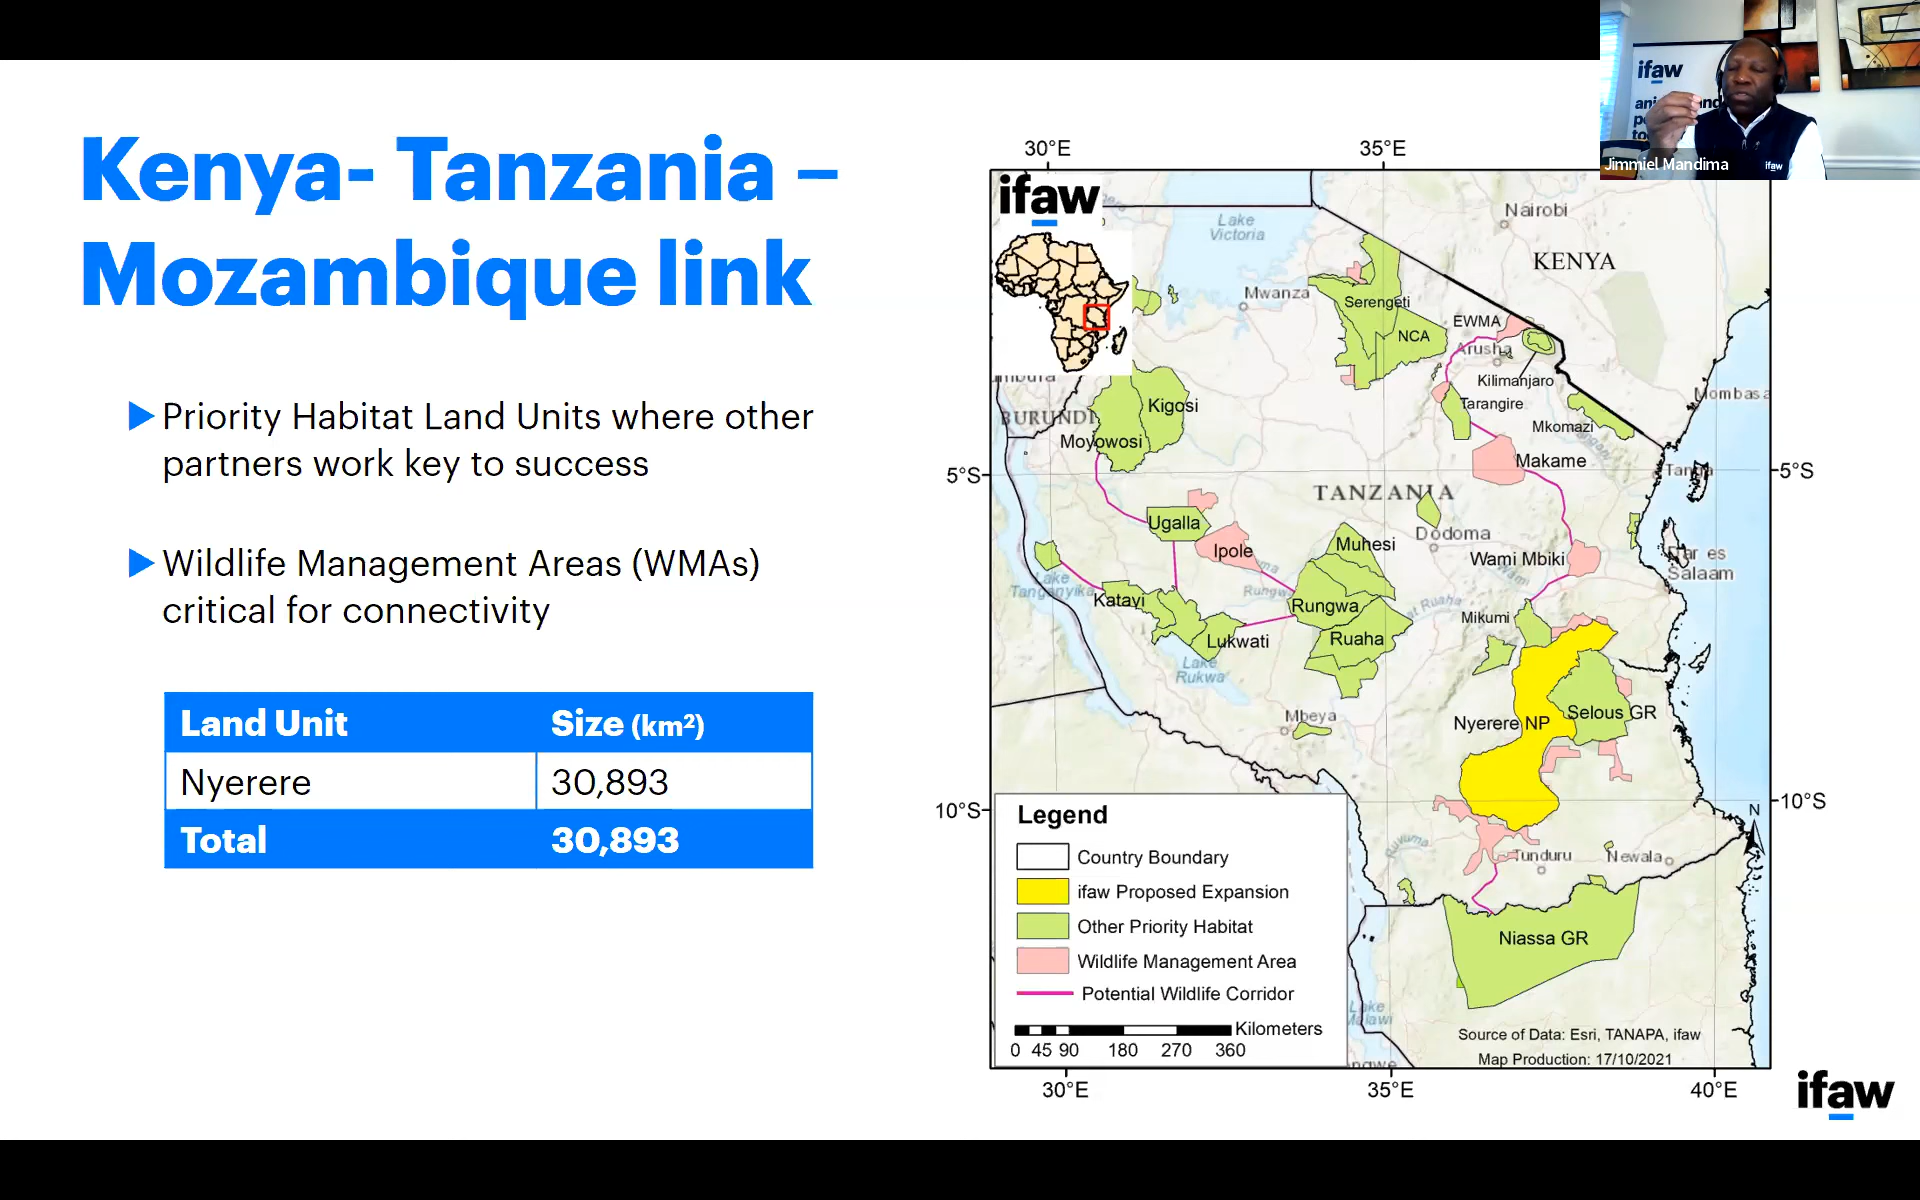 Kenya- Tanzania –
Mozambique link
Priority Habitat Land Units where other
partners work key to success
Wildlife Management Areas (WMAs)
critical for connectivity
Land Unit Size (km²)
Nyerere 30,893
Total 30,893
ifaw
Jimmiel Mandima
ifaw
30°E 35°E
ifaw
Nairobi
Lake
Victoria
KENYA
Mwanza
Serengeti
EWMA
NCA
Arusha
Kilimanjaro
Mombasa
BURUNDI
Kigosi
Tarangire
Mkomazi
Moyowosi
Makame
5°S 5°S
Tanga
TANZANIA
Ugalla
Dodoma
Ipole
Muhesi
Wami Mbiki
Salaam
Lake
Tanganyika
Katavi
Rungwa
Rungwa
Ruaha
Mikumi
Lukwati
Ruaha
Lake
Rukwa
Mbeya
Nyerere NP
Selous GR
10°S 10°S
N
Legend
Country Boundary
ifaw Proposed Expansion
Other Priority Habitat
Wildlife Management Area
Potential Wildlife Corridor
Kilometers
0 45 90 180 270 360
Ruvuma
Tunduru
Newala
Niassa GR
Lake
Malawi
Source of Data: Esri, TANAPA, ifaw
Map Production: 17/10/2021
30°E 35°E 40°E
ifaw